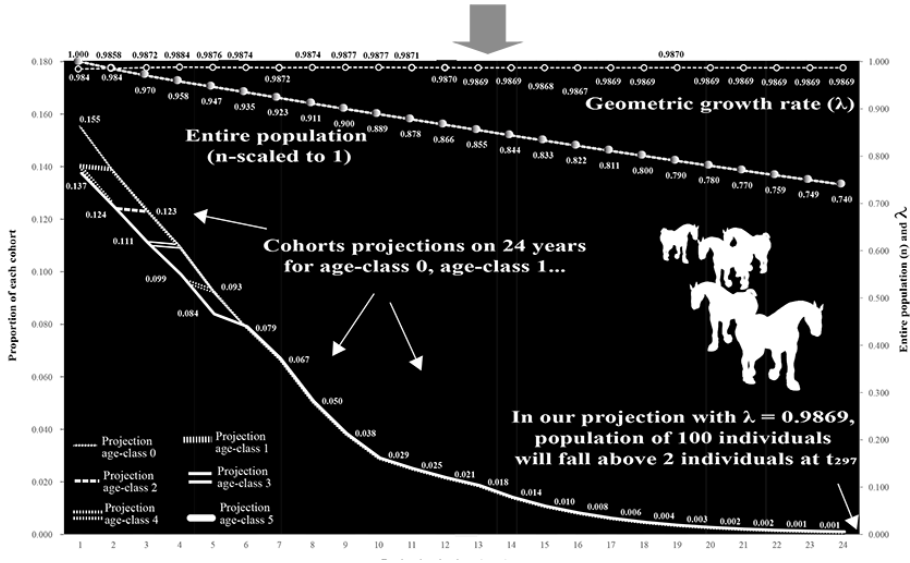 1.000 0.9858 0.9872 0.9884 0.9876 0.9874 0.9874 0.9877 0.9877 0.9871 0.9870
0.180 1.000
0.984 0.984 0.9872 0.9870 0.9869 0.9869 0.9868 0.9867 0.9869 0.9869 0.9869 0.9869 0.9869 0.9869 0.9869
0.970 0.958 0.947 0.935 0.923 0.911 0.900 0.889 0.878 0.866 0.855 0.844 0.833 0.822 0.811 0.800 0.790 0.780 0.770 0.759 0.749 0.740
Geometric growth rate (λ)
Entire population
(n-scaled to 1)
0.160
0.140
0.120
0.100
0.080
0.060
0.040
0.020
0.000
Proportion of each cohort
0.155
0.137
0.124 0.123
0.111
0.099 0.093
0.084
0.079
0.067
0.050
0.038
0.029 0.025 0.021 0.018 0.014 0.010 0.008 0.006 0.004 0.003 0.002 0.002 0.001 0.001
Cohorts projections on 24 years
for age-class 0, age-class 1...
In our projection with λ = 0.9869,
population of 100 individuals
will fall above 2 individuals at t297
Projection
age-class 0
Projection
age-class 1
Projection
age-class 2
Projection
age-class 3
Projection
age-class 4
Projection
age-class 5
0.900
0.800
0.700
0.600
0.500
0.400
0.300
0.200
0.100
0.000
Entire population (n) and λ
1 2 3 4 5 6 7 8 9 10 11 12 13 14 15 16 17 18 19 20 21 22 23 24